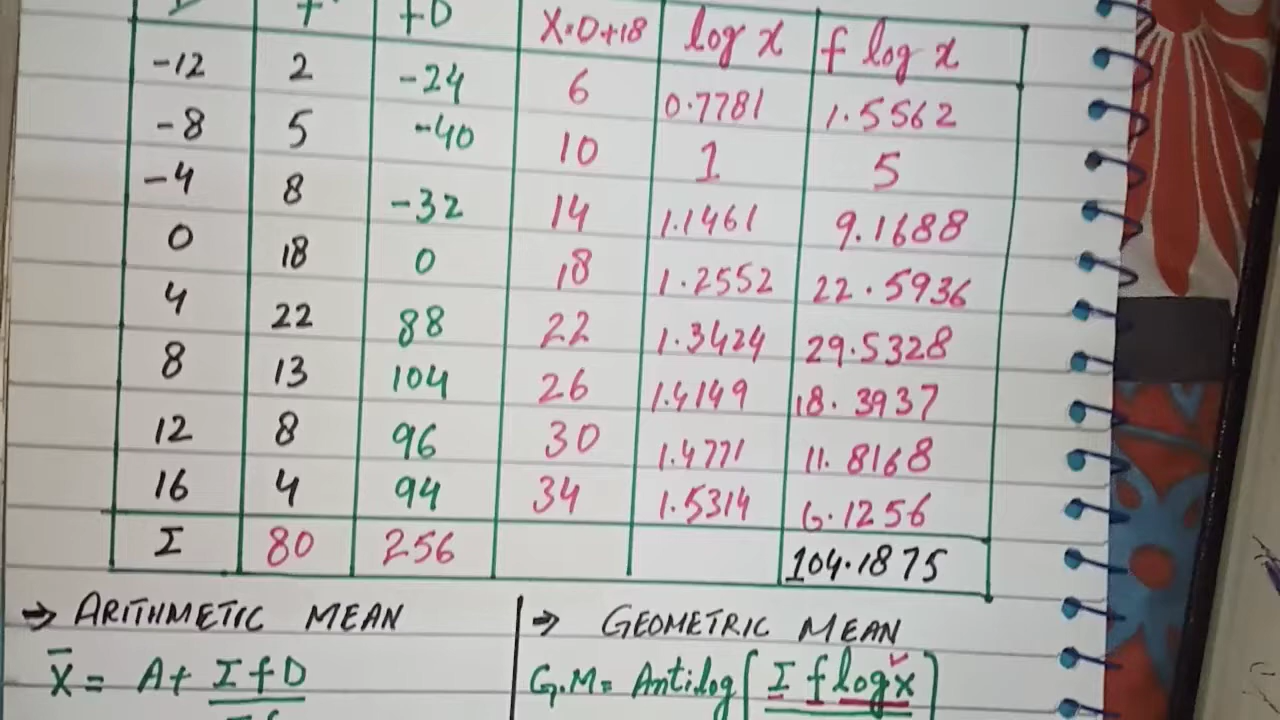 D f fD X=D+18 log x f log x
-12 2 -24 6 0.7781 1.5562
-8 5 -40 10 1 5
-4 8 -32 14 1.1461 9.1688
0 18 0 18 1.2552 22.5936
4 22 88 22 1.3424 29.5328
8 13 104 26 1.4149 18.3937
12 8 96 30 1.4771 11.8168
16 4 94 34 1.5314 6.1256
Σ 80 256 104.1875
→ ARITHMETIC MEAN
X̄ = A+ ΣfD
→ GEOMETRIC MEAN
G.M= Antilog[Σ f logx]